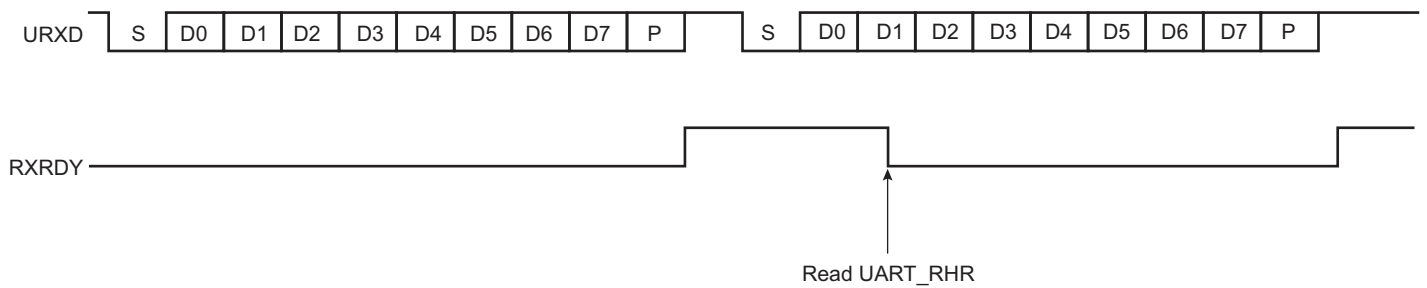 URXD S D0 D1 D2 D3 D4 D5 D6 D7 P S D0 D1 D2 D3 D4 D5 D6 D7 P
RXRDY
Read UART_RHR